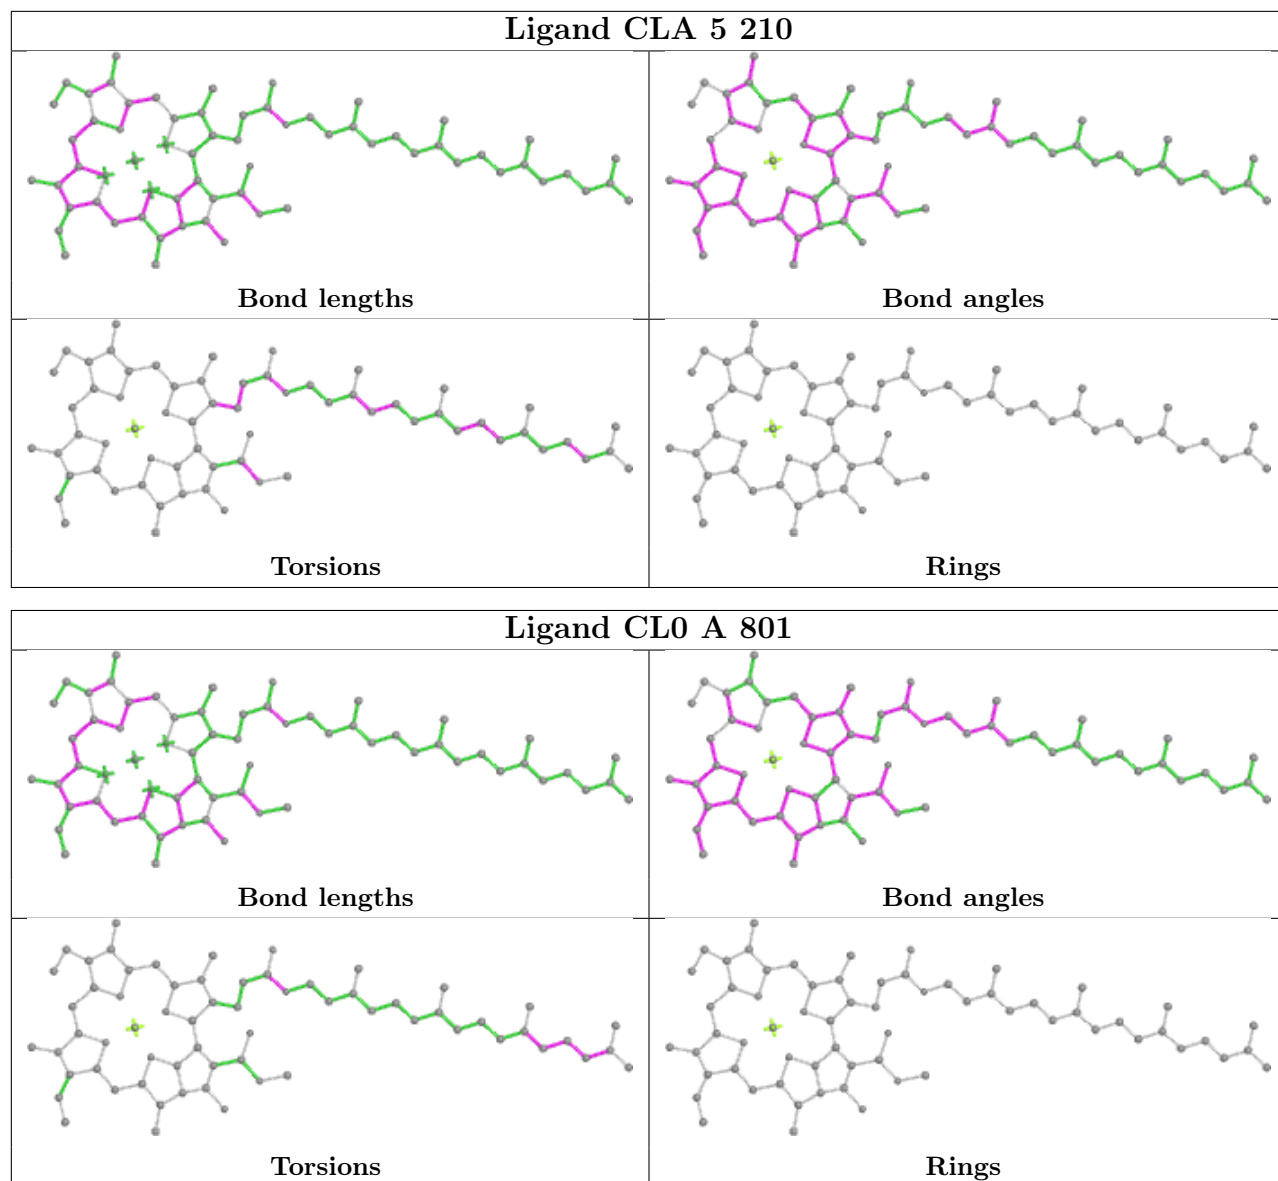 Ligand CLA 5 210
Bond lengths
Bond angles
Torsions
Rings
Ligand CL0 A 801
Bond lengths
Bond angles
Torsions
Rings